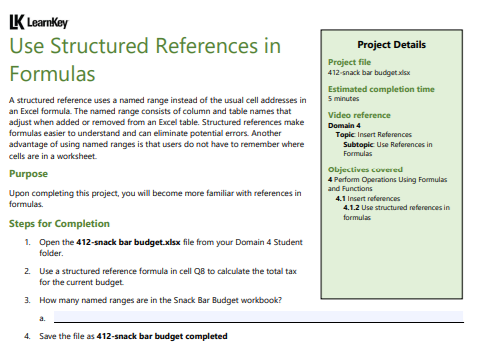 LK LearnKey
Use Structured References in
Formulas
A structured reference uses a named range instead of the usual cell addresses in
an Excel formula. The named range consists of column and table names that
adjust when added or removed from an Excel table. Structured references make
formulas easier to understand and can eliminate potential errors. Another
advantage of using named ranges is that users do not have to remember where
cells are in a worksheet.
Purpose
Upon completing this project, you will become more familiar with references in
formulas.
Steps for Completion
1. Open the 412-snack bar budget.xlsx file from your Domain 4 Student
folder.
2. Use a structured reference formula in cell Q8 to calculate the total tax
for the current budget.
3. How many named ranges are in the Snack Bar Budget workbook?
a.
4. Save the file as 412-snack bar budget completed
Project Details
Project file
412-snack bar budget.xlsx
Estimated completion time
5 minutes
Video reference
Domain 4
Topic: Insert References
Subtopic: Use References in
Formulas
Objectives covered
4 Perform Operations Using Formulas
and Functions
4.1 Insert references
4.1.2 Use structured references in
formulas